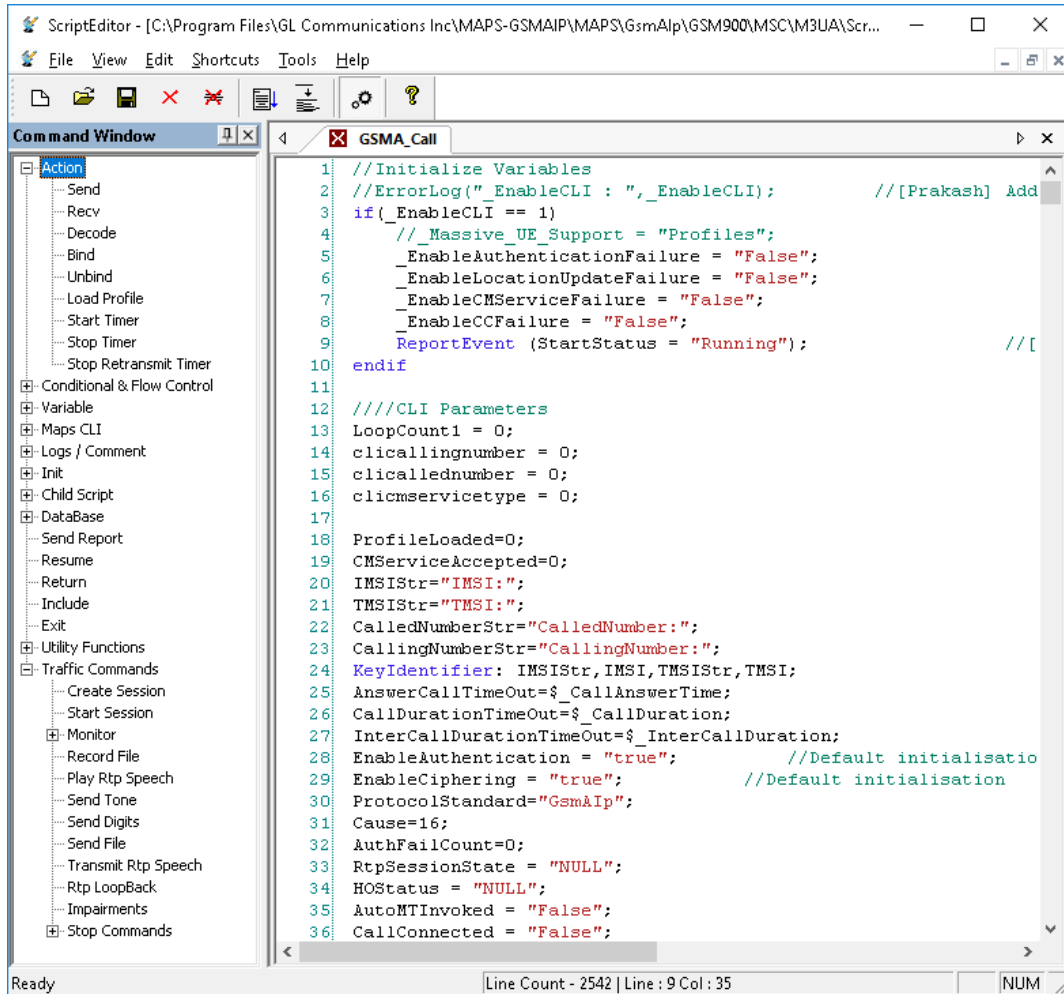 ScriptEditor - [C:\Program Files\GL Communications Inc\MAPS-GSMAIP\MAPS\GsmAIp\GSM900\MSC\M3UA\Scr...
File View Edit Shortcuts Tools Help
Command Window
GSMA_Call
Action
Send
Recv
Decode
Bind
Unbind
Load Profile
Start Timer
Stop Timer
Stop Retransmit Timer
Conditional & Flow Control
Variable
Maps CLI
Logs / Comment
Init
Child Script
DataBase
Send Report
Resume
Return
Include
Exit
Utility Functions
Traffic Commands
Create Session
Start Session
Monitor
Record File
Play Rtp Speech
Send Tone
Send Digits
Send File
Transmit Rtp Speech
Rtp LoopBack
Impairments
Stop Commands
1 //Initialize Variables
2 //ErrorLog("_EnableCLI : ",_EnableCLI); //[Prakash] Add
3 if(_EnableCLI == 1)
4 //_Massive_UE_Support = "Profiles";
5 _EnableAuthenticationFailure = "False";
6 _EnableLocationUpdateFailure = "False";
7 _EnableCMServiceFailure = "False";
8 _EnableCCFailure = "False";
9 ReportEvent (StartStatus = "Running"); //[
10 endif
11
12 ////CLI Parameters
13 LoopCount1 = 0;
14 clicallingnumber = 0;
15 clicallednumber = 0;
16 clicmservicetype = 0;
17
18 ProfileLoaded=0;
19 CMServiceAccepted=0;
20 IMSIStr="IMSI:";
21 TMSIStr="TMSI:";
22 CalledNumberStr="CalledNumber:";
23 CallingNumberStr="CallingNumber:";
24 KeyIdentifier: IMSIStr,IMSI,TMSIStr,TMSI;
25 AnswerCallTimeOut=$_CallAnswerTime;
26 CallDurationTimeOut=$_CallDuration;
27 InterCallDurationTimeOut=$_InterCallDuration;
28 EnableAuthentication = "true"; //Default initialisatio
29 EnableCiphering = "true"; //Default initialisation
30 ProtocolStandard="GsmAIp";
31 Cause=16;
32 AuthFailCount=0;
33 RtpSessionState = "NULL";
34 HOStatus = "NULL";
35 AutoMTInvoked = "False";
36 CallConnected = "False";
Ready
Line Count - 2542 | Line : 9 Col : 35
NUM